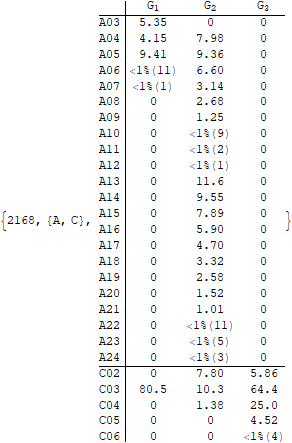 G1 G2 G3
A03 5.35 0 0
A04 4.15 7.98 0
A05 9.41 9.36 0
A06 <1%(11) 6.60 0
A07 <1%(1) 3.14 0
A08 0 2.68 0
A09 0 1.25 0
A10 0 <1%(9) 0
A11 0 <1%(2) 0
A12 0 <1%(1) 0
A13 0 11.6 0
A14 0 9.55 0
{2168, {A, C}, A15 0 7.89 0 }
A16 0 5.90 0
A17 0 4.70 0
A18 0 3.32 0
A19 0 2.58 0
A20 0 1.52 0
A21 0 1.01 0
A22 0 <1%(11) 0
A23 0 <1%(5) 0
A24 0 <1%(3) 0
C02 0 7.80 5.86
C03 80.5 10.3 64.4
C04 0 1.38 25.0
C05 0 0 4.52
C06 0 0 <1%(4)